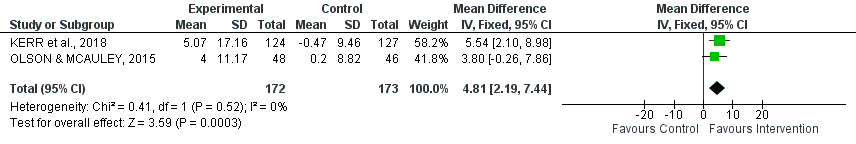 Experimental Control Mean Difference Mean Difference
Study or Subgroup Mean SD Total Mean SD Total Weight IV, Fixed, 95% CI IV, Fixed, 95% CI
KERR et al., 2018 5.07 17.16 124 -0.47 9.46 127 58.2% 5.54 [2.10, 8.98]
OLSON & MCAULEY, 2015 4 11.17 48 0.2 8.82 46 41.8% 3.80 [-0.26, 7.86]
Total (95% CI) 172 173 100.0% 4.81 [2.19, 7.44]
Heterogeneity: Chi² = 0.41, df = 1 (P = 0.52); I² = 0%
Test for overall effect: Z = 3.59 (P = 0.0003)
-20 -10 0 10 20
Favours Control Favours Intervention